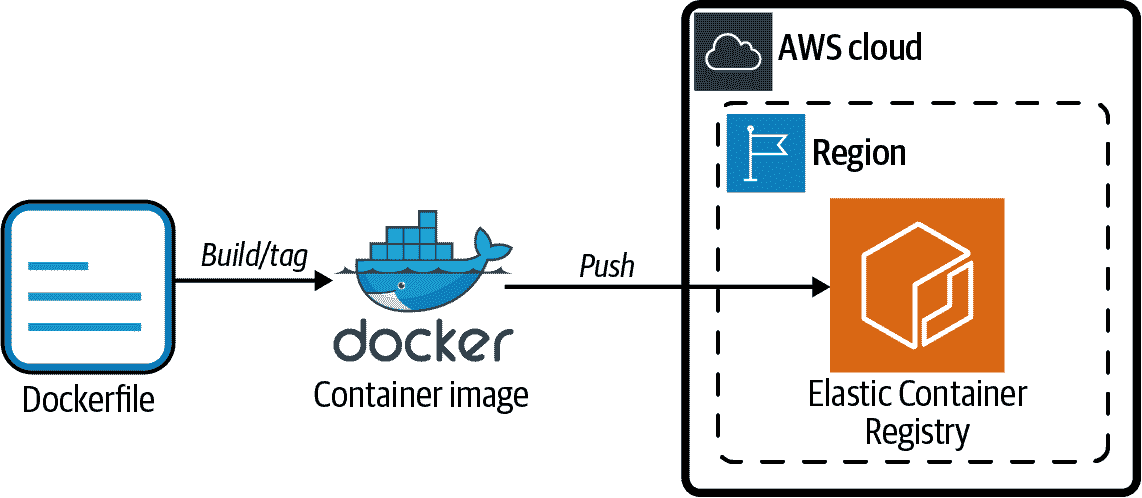 AWS cloud
Region
Build/tag
Push
docker
Dockerfile
Container image
Elastic Container
Registry